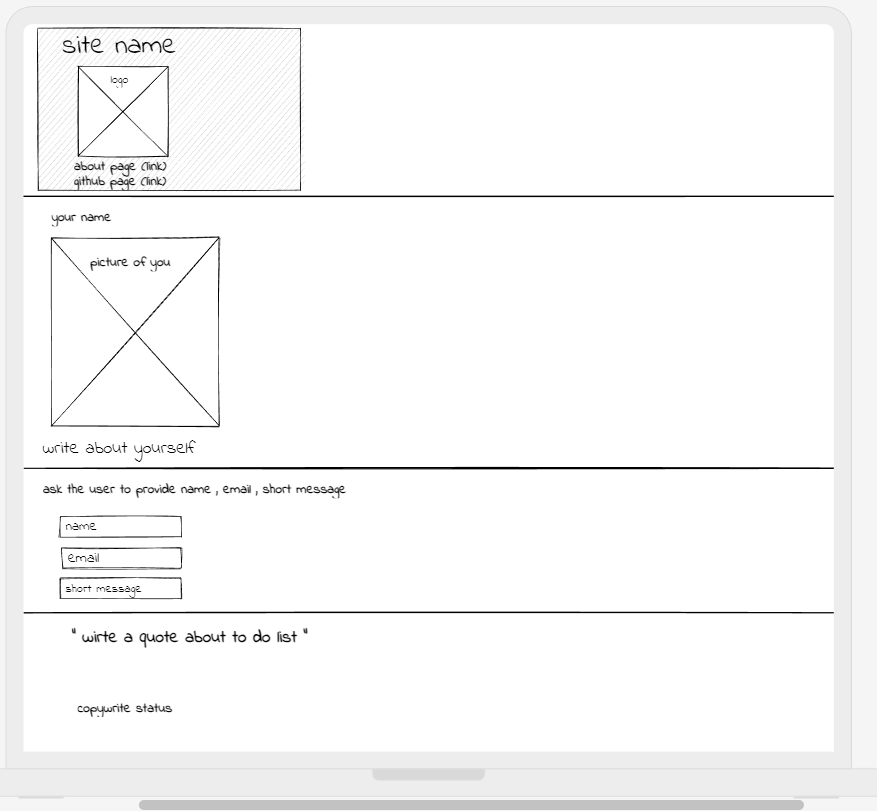 site name
logo
about page (link)
github page (link)
your name
picture of you
write about yourself
ask the user to provide name , email , short message
name
email
short message
" wirte a quote about to do list "
copywrite status